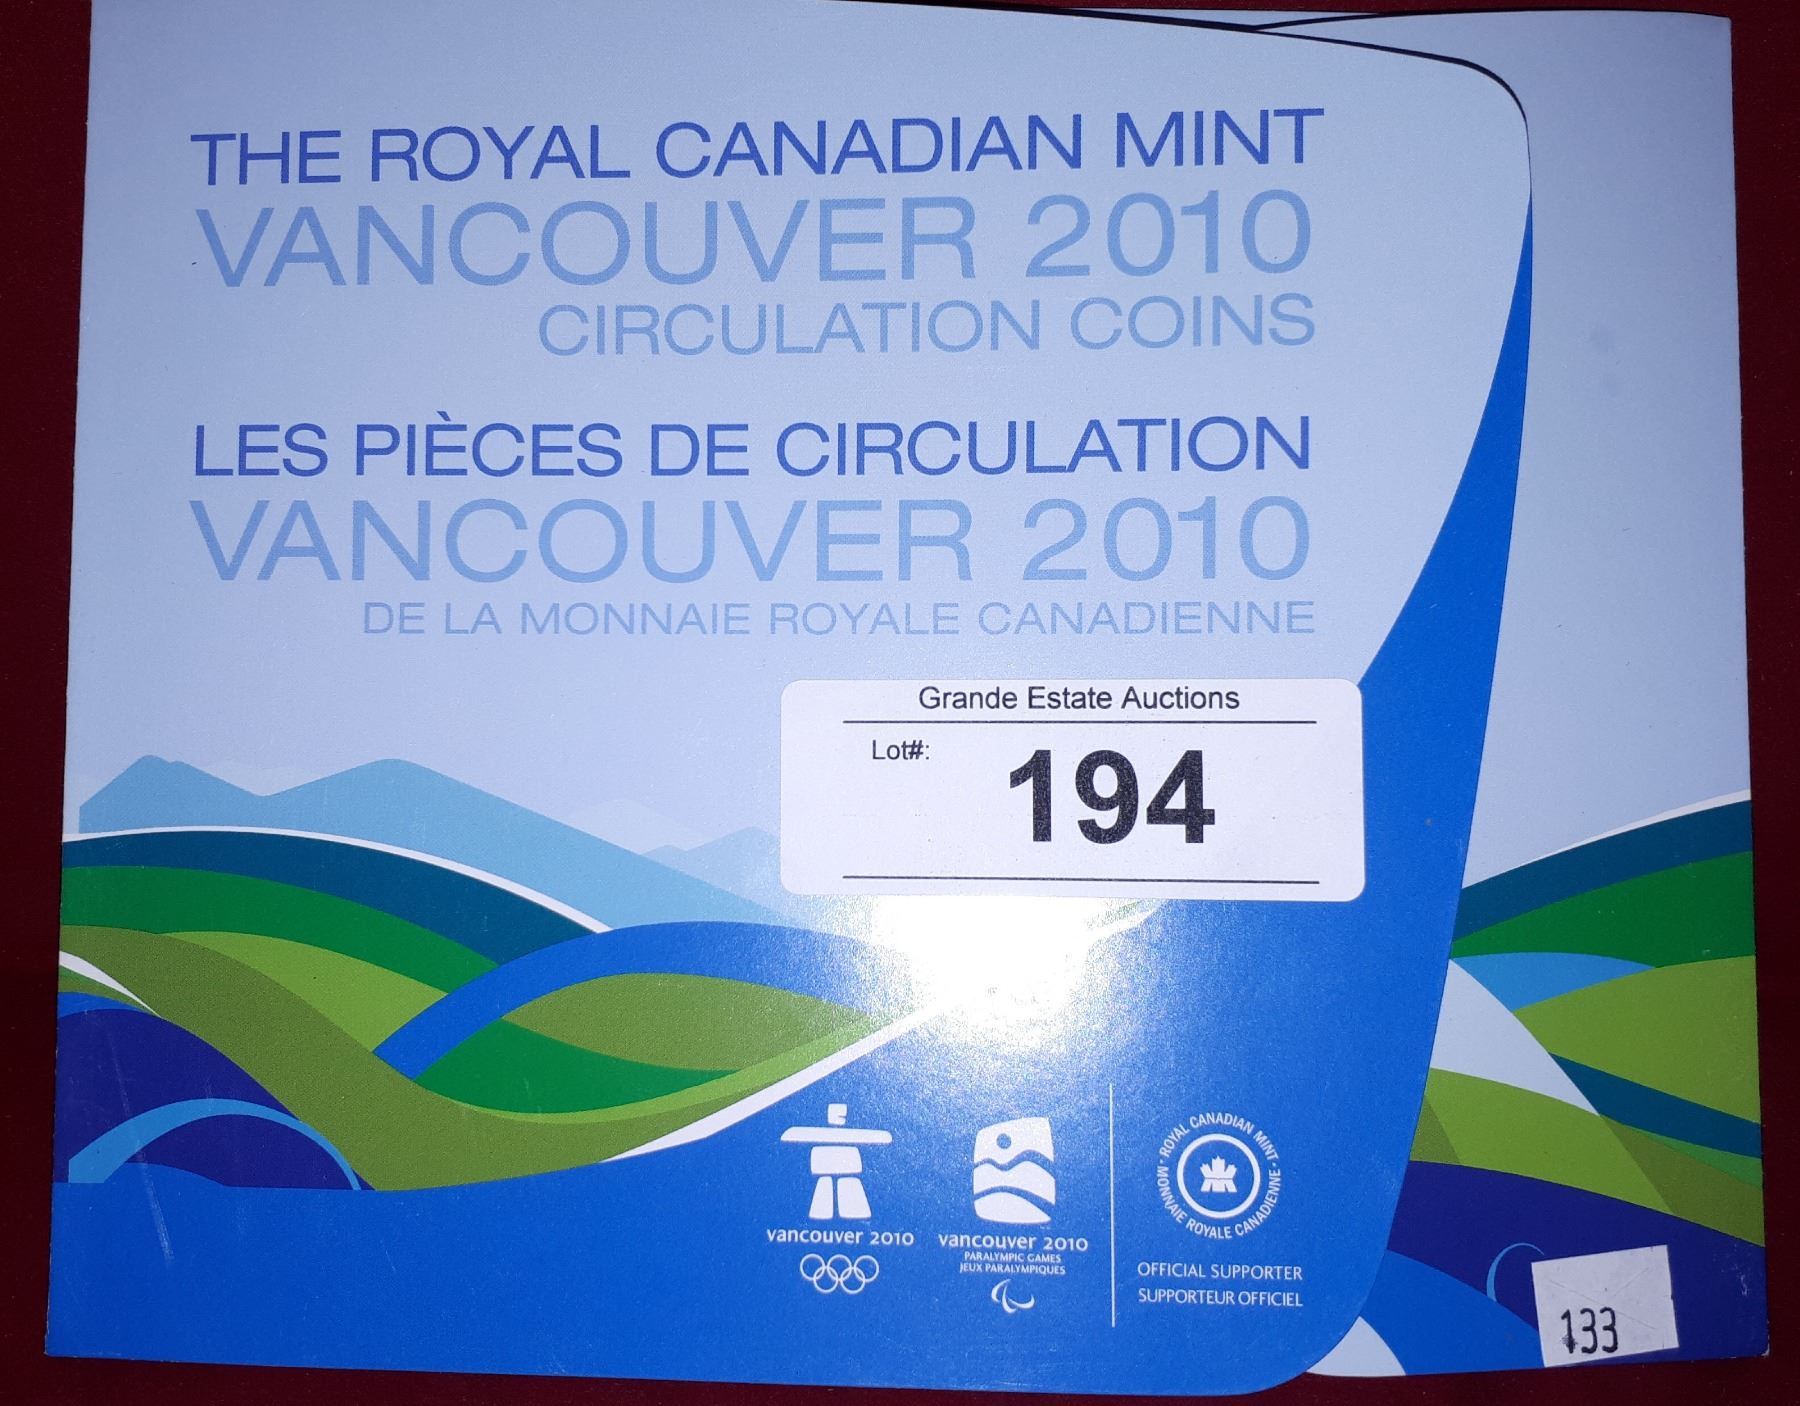 THE ROYAL CANADIAN MINT
VANCOUVER 2010
CIRCULATION COINS
LES PIÈCES DE CIRCULATION
VANCOUVER 2010
DE LA MONNAIE ROYALE CANADIENNE
Grande Estate Auctions
Lot#:
194
vancouver 2010
vancouver 2010
PARALYMPIC GAMES
JEUX PARALYMPIQUES
ROYAL CANADIAN MINT · MONNAIE ROYALE CANADIENNE ·
OFFICIAL SUPPORTER
SUPPORTEUR OFFICIEL
133